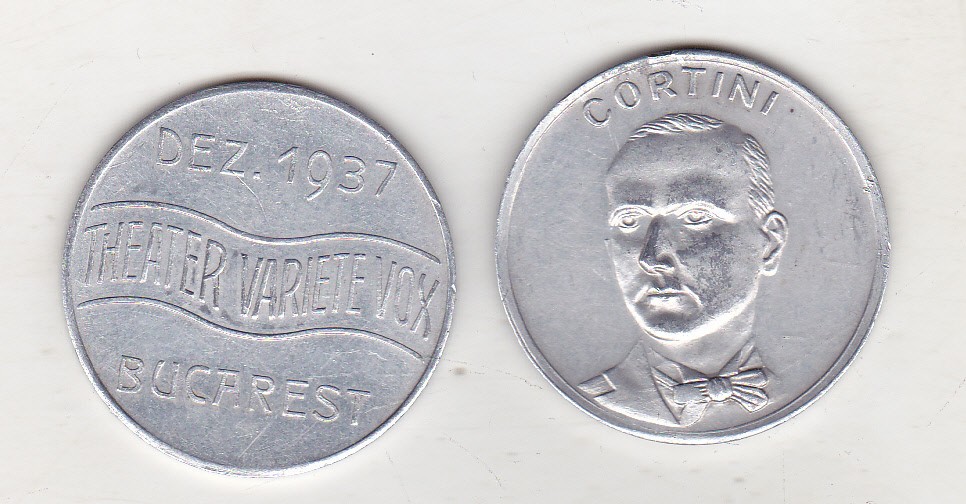 DEZ. 1937
THEATER VARIETE VOX
BUCAREST
CORTINI